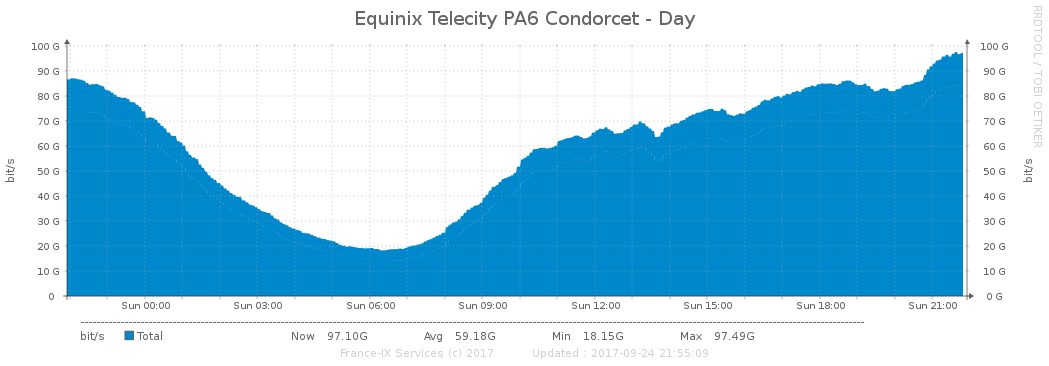 Equinix Telecity PA6 Condorcet - Day
RRDTOOL / TOBI OETIKER
100 G 100 G
90 G 90 G
80 G 80 G
70 G 70 G
60 G 60 G
50 G 50 G
40 G 40 G
30 G 30 G
20 G 20 G
10 G 10 G
0 0 G
bit/s bit/s
Sun 00:00 Sun 03:00 Sun 06:00 Sun 09:00 Sun 12:00 Sun 15:00 Sun 18:00 Sun 21:00
bit/s Total Now 97.10G Avg 59.18G Min 18.15G Max 97.49G
France-IX Services (c) 2017 Updated : 2017-09-24 21:55:09